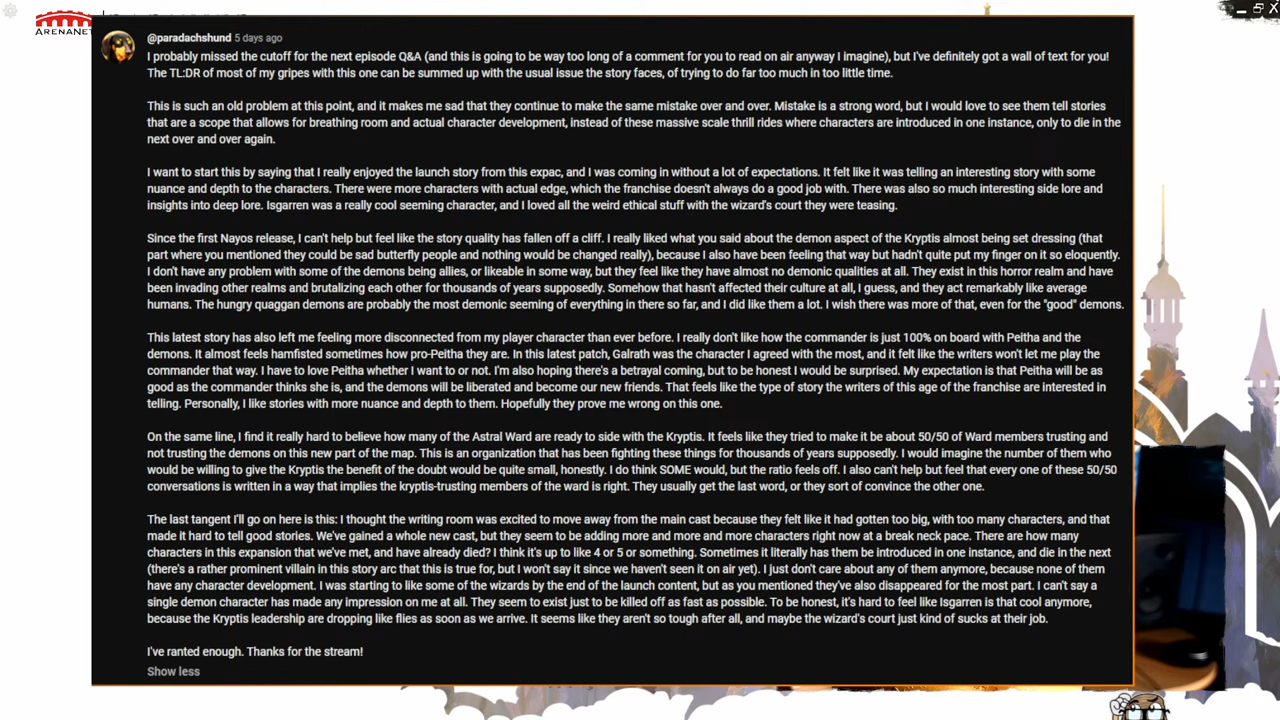 ARENANET
@paradachshund 5 days ago
I probably missed the cutoff for the next episode Q&A (and this is going to be way too long of a comment for you to read on air anyway I imagine), but I've definitely got a wall of text for you!
The TL:DR of most of my gripes with this one can be summed up with the usual issue the story faces, of trying to do far too much in too little time.
This is such an old problem at this point, and it makes me sad that they continue to make the same mistake over and over. Mistake is a strong word, but I would love to see them tell stories
that are a scope that allows for breathing room and actual character development, instead of these massive scale thrill rides where characters are introduced in one instance, only to die in the
next over and over again.
I want to start this by saying that I really enjoyed the launch story from this expac, and I was coming in without a lot of expectations. It felt like it was telling an interesting story with some
nuance and depth to the characters. There were more characters with actual edge, which the franchise doesn't always do a good job with. There was also so much interesting side lore and
insights into deep lore. Isgarren was a really cool seeming character, and I loved all the weird ethical stuff with the wizard's court they were teasing.
Since the first Nayos release, I can't help but feel like the story quality has fallen off a cliff. I really liked what you said about the demon aspect of the Kryptis almost being set dressing (that
part where you mentioned they could be sad butterfly people and nothing would be changed really), because I also have been feeling that way but hadn't quite put my finger on it so eloquently.
I don't have any problem with some of the demons being allies, or likeable in some way, but they feel like they have almost no demonic qualities at all. They exist in this horror realm and have
been invading other realms and brutalizing each other for thousands of years supposedly. Somehow that hasn't affected their culture at all, I guess, and they act remarkably like average
humans. The hungry quaggan demons are probably the most demonic seeming of everything in there so far, and I did like them a lot. I wish there was more of that, even for the "good" demons.
This latest story has also left me feeling more disconnected from my player character than ever before. I really don't like how the commander is just 100% on board with Peitha and the
demons. It almost feels hamfisted sometimes how pro-Peitha they are. In this latest patch, Galrath was the character I agreed with the most, and it felt like the writers won't let me play the
commander that way. I have to love Peitha whether I want to or not. I'm also hoping there's a betrayal coming, but to be honest I would be surprised. My expectation is that Peitha will be as
good as the commander thinks she is, and the demons will be liberated and become our new friends. That feels like the type of story the writers of this age of the franchise are interested in
telling. Personally, I like stories with more nuance and depth to them. Hopefully they prove me wrong on this one.
On the same line, I find it really hard to believe how many of the Astral Ward are ready to side with the Kryptis. It feels like they tried to make it be about 50/50 of Ward members trusting and
not trusting the demons on this new part of the map. This is an organization that has been fighting these things for thousands of years supposedly. I would imagine the number of them who
would be willing to give the Kryptis the benefit of the doubt would be quite small, honestly. I do think SOME would, but the ratio feels off. I also can't help but feel that every one of these 50/50
conversations is written in a way that implies the kryptis-trusting members of the ward is right. They usually get the last word, or they sort of convince the other one.
The last tangent I'll go on here is this: I thought the writing room was excited to move away from the main cast because they felt like it had gotten too big, with too many characters, and that
made it hard to tell good stories. We've gained a whole new cast, but they seem to be adding more and more and more characters right now at a break neck pace. There are how many
characters in this expansion that we've met, and have already died? I think it's up to like 4 or 5 or something. Sometimes it literally has them be introduced in one instance, and die in the next
(there's a rather prominent villain in this story arc that this is true for, but I won't say it since we haven't seen it on air yet). I just don't care about any of them anymore, because none of them
have any character development. I was starting to like some of the wizards by the end of the launch content, but as you mentioned they've also disappeared for the most part. I can't say a
single demon character has made any impression on me at all. They seem to exist just to be killed off as fast as possible. To be honest, it's hard to feel like Isgarren is that cool anymore,
because the Kryptis leadership are dropping like flies as soon as we arrive. It seems like they aren't so tough after all, and maybe the wizard's court just kind of sucks at their job.
I've ranted enough. Thanks for the stream!
Show less